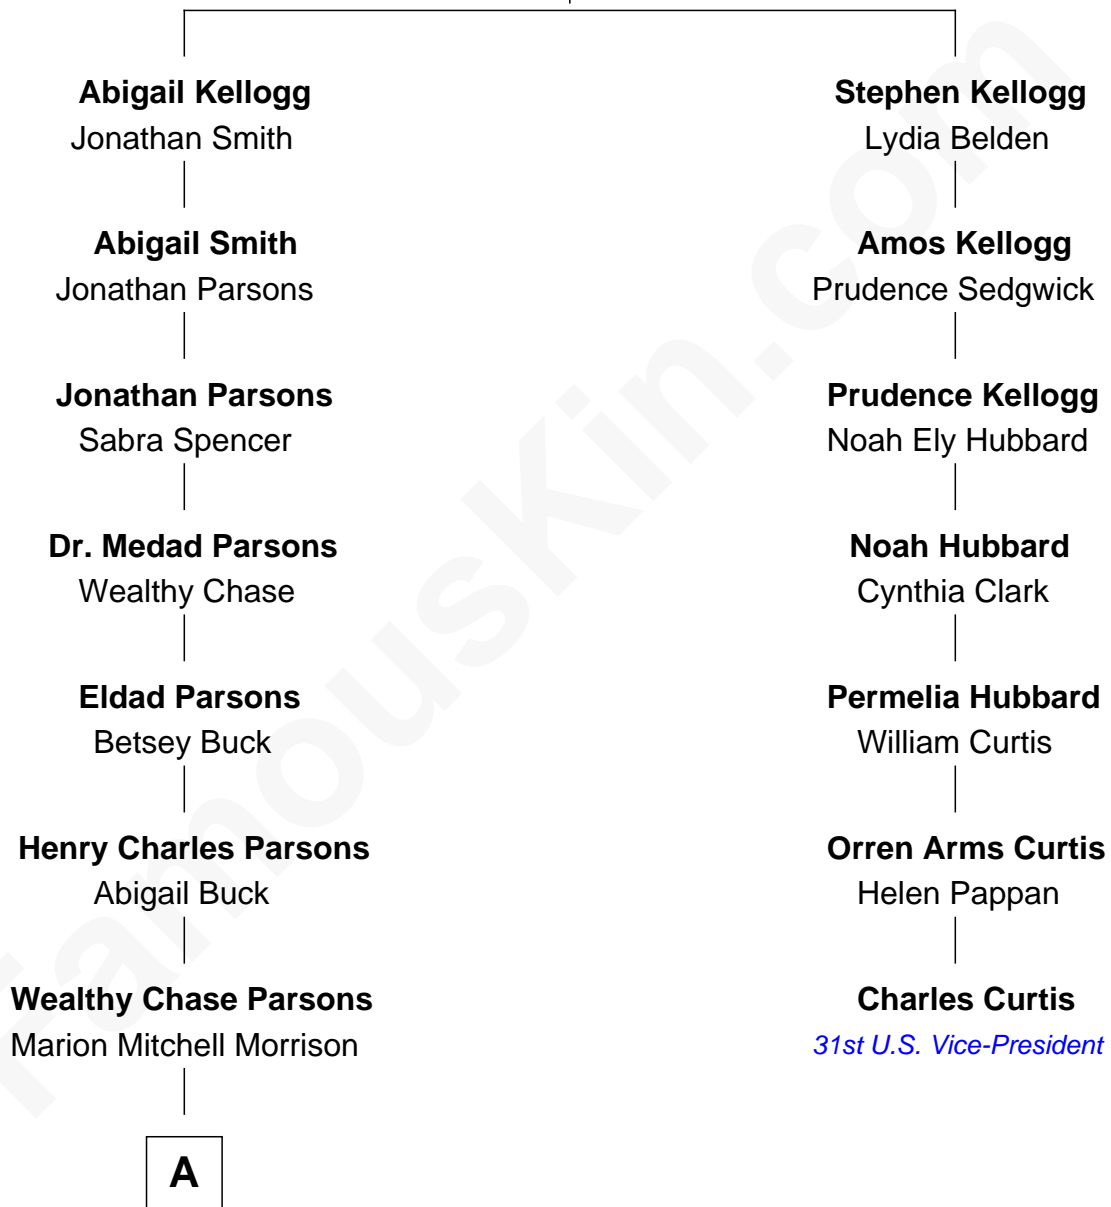 Abigail Kellogg
Jonathan Smith
Abigail Smith
Jonathan Parsons
Jonathan Parsons
Sabra Spencer
Dr. Medad Parsons
Wealthy Chase
Eldad Parsons
Betsey Buck
Henry Charles Parsons
Abigail Buck
Wealthy Chase Parsons
Marion Mitchell Morrison
A
Stephen Kellogg
Lydia Belden
Amos Kellogg
Prudence Sedgwick
Prudence Kellogg
Noah Ely Hubbard
Noah Hubbard
Cynthia Clark
Permelia Hubbard
William Curtis
Orren Arms Curtis
Helen Pappan
Charles Curtis
31st U.S. Vice-President
FamousKin.com